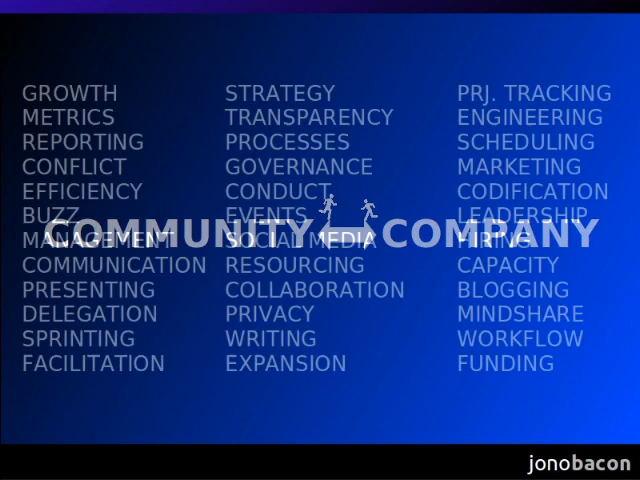 GROWTH
METRICS
REPORTING
CONFLICT
EFFICIENCY
BUZZ
MANAGEMENT
COMMUNICATION
PRESENTING
DELEGATION
SPRINTING
FACILITATION
STRATEGY
TRANSPARENCY
PROCESSES
GOVERNANCE
CONDUCT
EVENTS
SOCIAL MEDIA
RESOURCING
COLLABORATION
PRIVACY
WRITING
EXPANSION
PRJ. TRACKING
ENGINEERING
SCHEDULING
MARKETING
CODIFICATION
LEADERSHIP
HIRING
CAPACITY
BLOGGING
MINDSHARE
WORKFLOW
FUNDING
COMMUNITY COMPANY
jonobacon